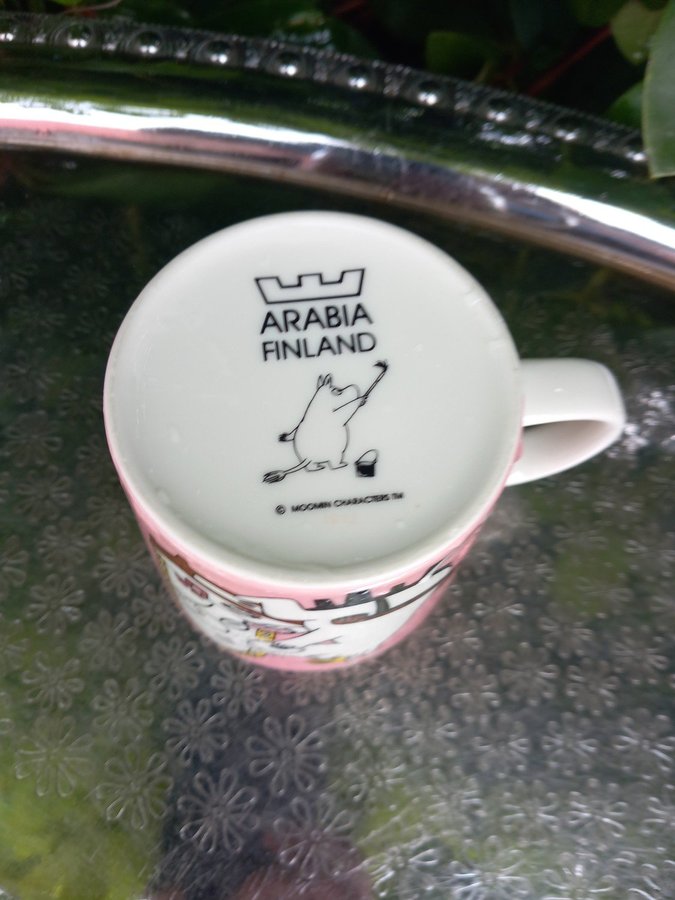 ARABIA
FINLAND
© MOOMIN CHARACTERS ™